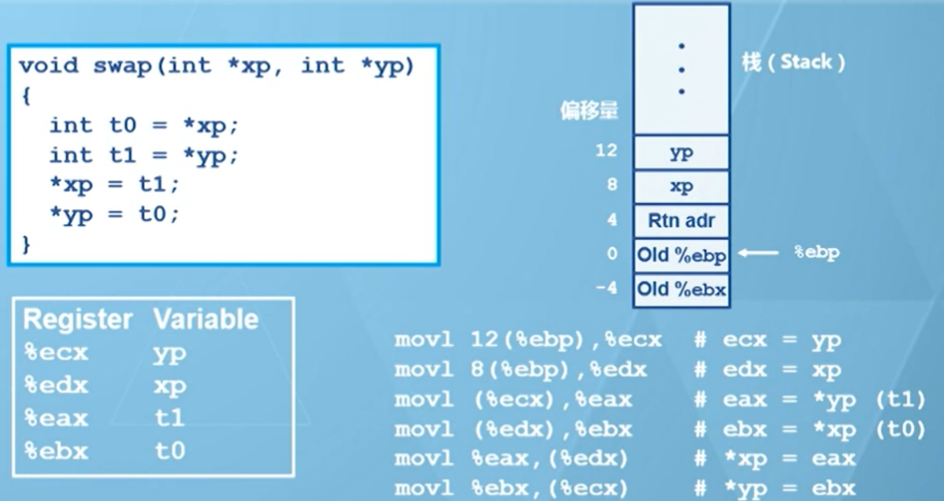 void swap(int *xp, int *yp)
{
int t0 = *xp;
int t1 = *yp;
*xp = t1;
*yp = t0;
}
栈 ( Stack )
偏移量
12 yp
8 xp
4 Rtn adr
0 Old %ebp %ebp
-4 Old %ebx
Register Variable
%ecx yp
%edx xp
%eax t1
%ebx t0
movl 12(%ebp),%ecx # ecx = yp
movl 8(%ebp),%edx # edx = xp
movl (%ecx),%eax # eax = *yp (t1)
movl (%edx),%ebx # ebx = *xp (t0)
movl %eax,(%edx) # *xp = eax
movl %ebx,(%ecx) # *yp = ebx